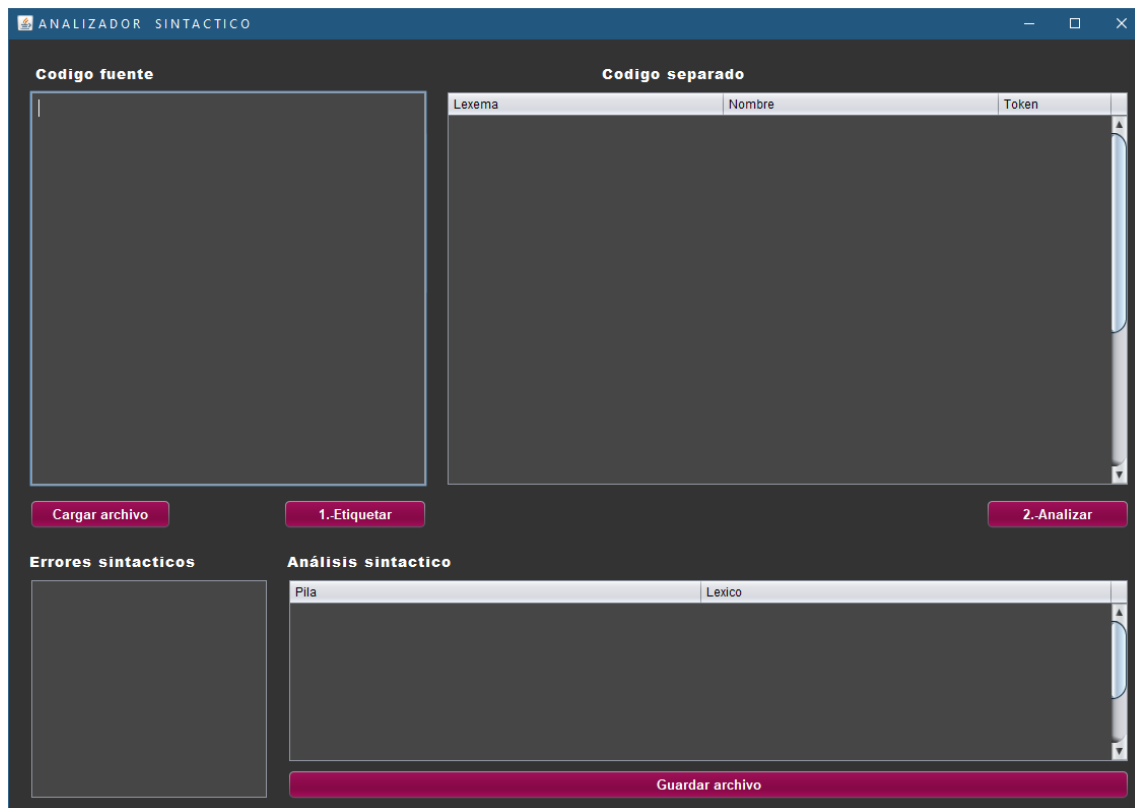 ANALIZADOR SINTACTICO
Codigo fuente
Codigo separado
Lexema Nombre Token
Cargar archivo
1.-Etiquetar
2.-Analizar
Errores sintacticos
Análisis sintactico
Pila Lexico
Guardar archivo